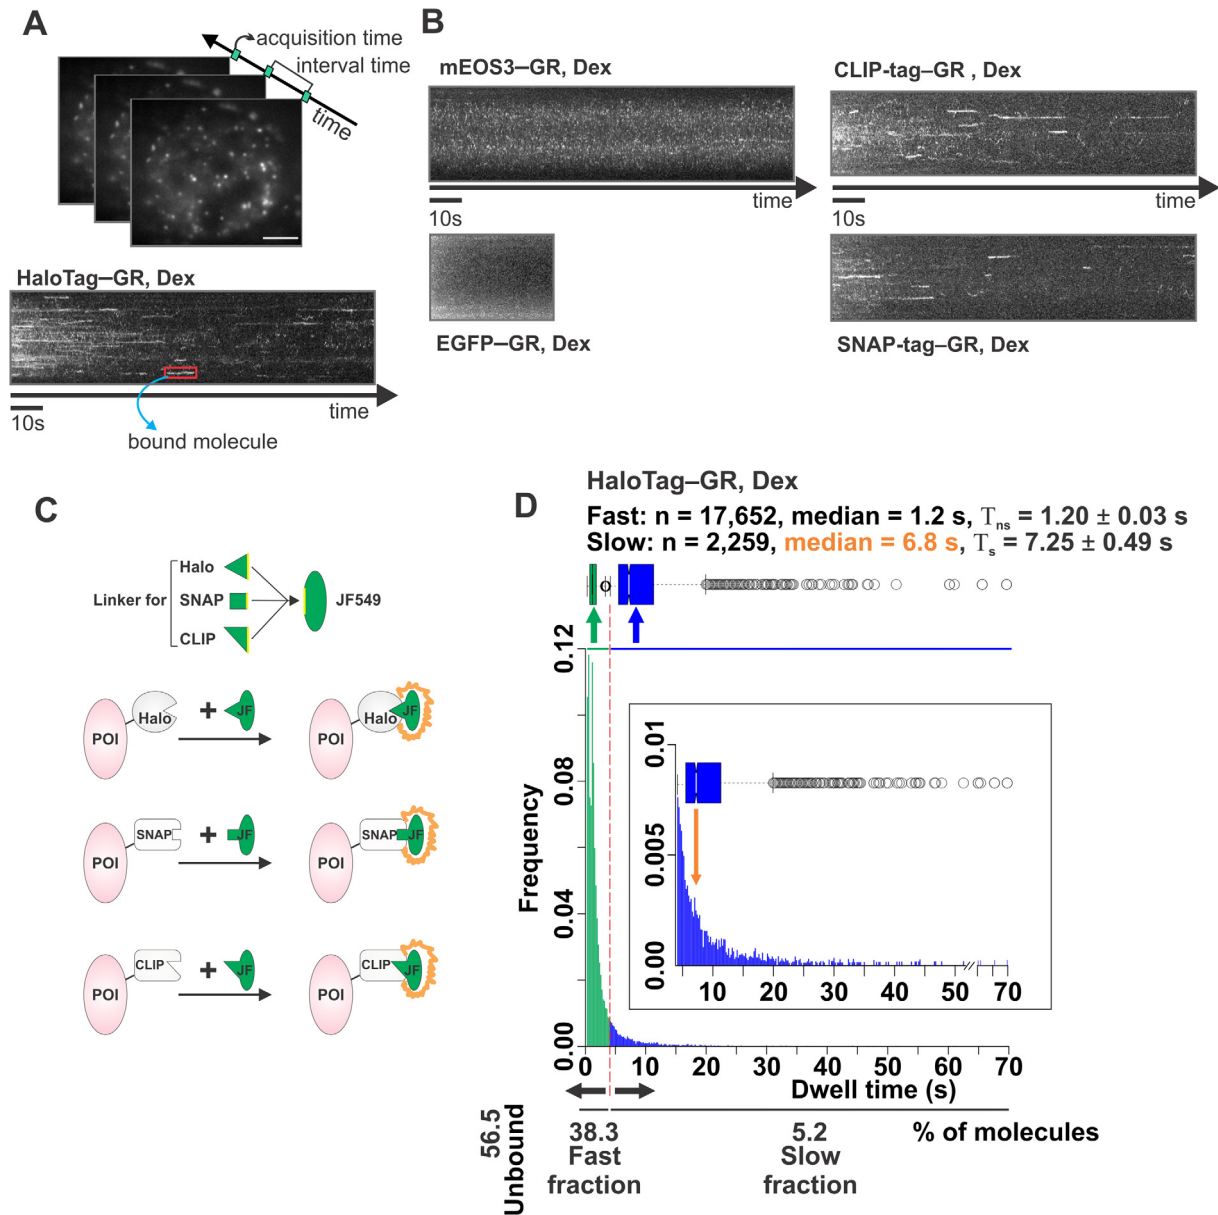 A
acquisition time
interval time
time
HaloTag–GR, Dex
time
10s
bound molecule
B
mEOS3–GR, Dex
time
10s
EGFP–GR, Dex
CLIP-tag–GR , Dex
time
10s
SNAP-tag–GR, Dex
C
Linker for
Halo
SNAP
CLIP
JF549
POI
Halo
+
JF
POI
Halo
JF
POI
SNAP
+
JF
POI
SNAP
JF
POI
CLIP
+
JF
POI
CLIP
JF
D
HaloTag–GR, Dex
Fast: n = 17,652, median = 1.2 s, Tns = 1.20 ± 0.03 s
Slow: n = 2,259, median = 6.8 s, Ts = 7.25 ± 0.49 s
Frequency
0.12
0.08
0.04
0.00
0.01
0.005
0.00
10 20 30 40 50 70
0 10 20 30 40 50 60 70
Dwell time (s)
56.5
Unbound
38.3
Fast
fraction
5.2
Slow
fraction
% of molecules